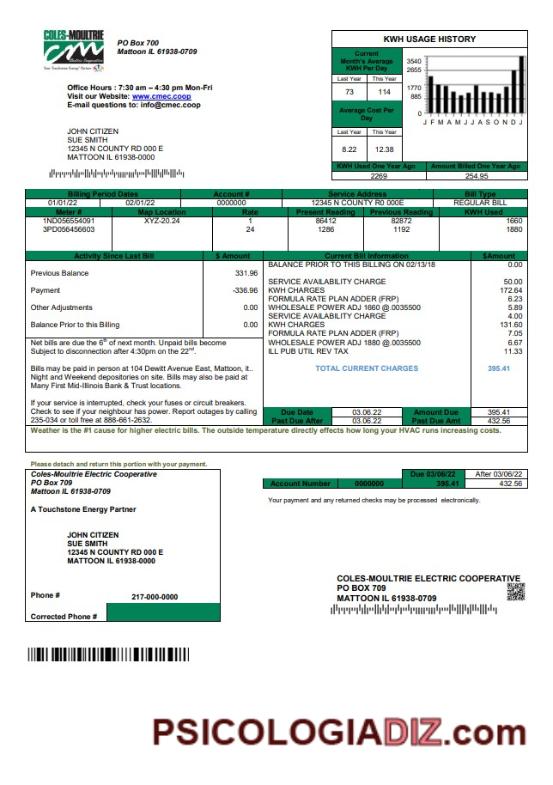 COLES-MOULTRIE
cm
Electric Cooperative
Your Touchstone Energy Partner
PO Box 700
Mattoon IL 61938-0709
Office Hours : 7:30 am – 4:30 pm Mon-Fri
Visit our Website: www.cmec.coop
E-mail questions to: info@cmec.coop
JOHN CITIZEN
SUE SMITH
12345 N COUNTY R0 000 E
MATTOON IL 61938-0000
KWH USAGE HISTORY
Current
Month's Average
KWH Per Day
Last Year This Year
73 114
Average Cost Per
Day
Last Year This Year
8.22 12.38
3540
2655
1770
885
0
J F M A M J J A S O N D J
KWH Used One Year Ago Amount Billed One Year Ago
2269 254.95
Billing Period Dates Account # Service Address Bill Type
01/01/22 02/01/22 0000000 12345 N COUNTY R0 000E REGULAR BILL
Meter # Map Location Rate Present Reading Previous Reading KWH Used
1ND056554091 XYZ-20.24 1 86412 82872 1660
3PD056456603 24 1286 1192 1880
Activity Since Last Bill $ Amount
Previous Balance 331.96
Payment -336.96
Other Adjustments 0.00
Balance Prior to this Billing 0.00
Current Bill Information $Amount
BALANCE PRIOR TO THIS BILLING ON 02/13/18 0.00
SERVICE AVAILABILITY CHARGE 50.00
KWH CHARGES 172.64
FORMULA RATE PLAN ADDER (FRP) 6.23
WHOLESALE POWER ADJ 1660 @.0035500 5.89
SERVICE AVAILABILITY CHARGE 4.00
KWH CHARGES 131.60
FORMULA RATE PLAN ADDER (FRP) 7.05
WHOLESALE POWER ADJ 1880 @.0035500 6.67
ILL PUB UTIL REV TAX 11.33
TOTAL CURRENT CHARGES 395.41
Net bills are due the 6th of next month. Unpaid bills become
Subject to disconnection after 4:30pm on the 22nd.
Bills may be paid in person at 104 Dewitt Avenue East, Mattoon, it..
Night and Weekend depositories on site. Bills may also be paid at
Many First Mid-Illinois Bank & Trust locations.
If your service is interrupted, check your fuses or circuit breakers.
Check to see if your neighbour has power. Report outages by calling
235-034 or toll free at 888-661-2632.
Due Date 03.06.22 Amount Due 395.41
Past Due After 03.06.22 Past Due Amt 432.56
Weather is the #1 cause for higher electric bills. The outside temperature directly effects how long your HVAC runs increasing costs.
Please detach and return this portion with your payment.
Coles-Moultrie Electric Cooperative
PO Box 709
Mattoon IL 61938-0709
A Touchstone Energy Partner
JOHN CITIZEN
SUE SMITH
12345 N COUNTY RD 000 E
MATTOON IL 61938-0000
Phone # 217-000-0000
Corrected Phone #
Due 03/06/22 After 03/06/22
Account Number 0000000 395.41 432.56
Your payment and any returned checks may be processed electronically.
COLES-MOULTRIE ELECTRIC COOPERATIVE
PO BOX 709
MATTOON IL 61938-0709
PSICOLOGIADIZ.com